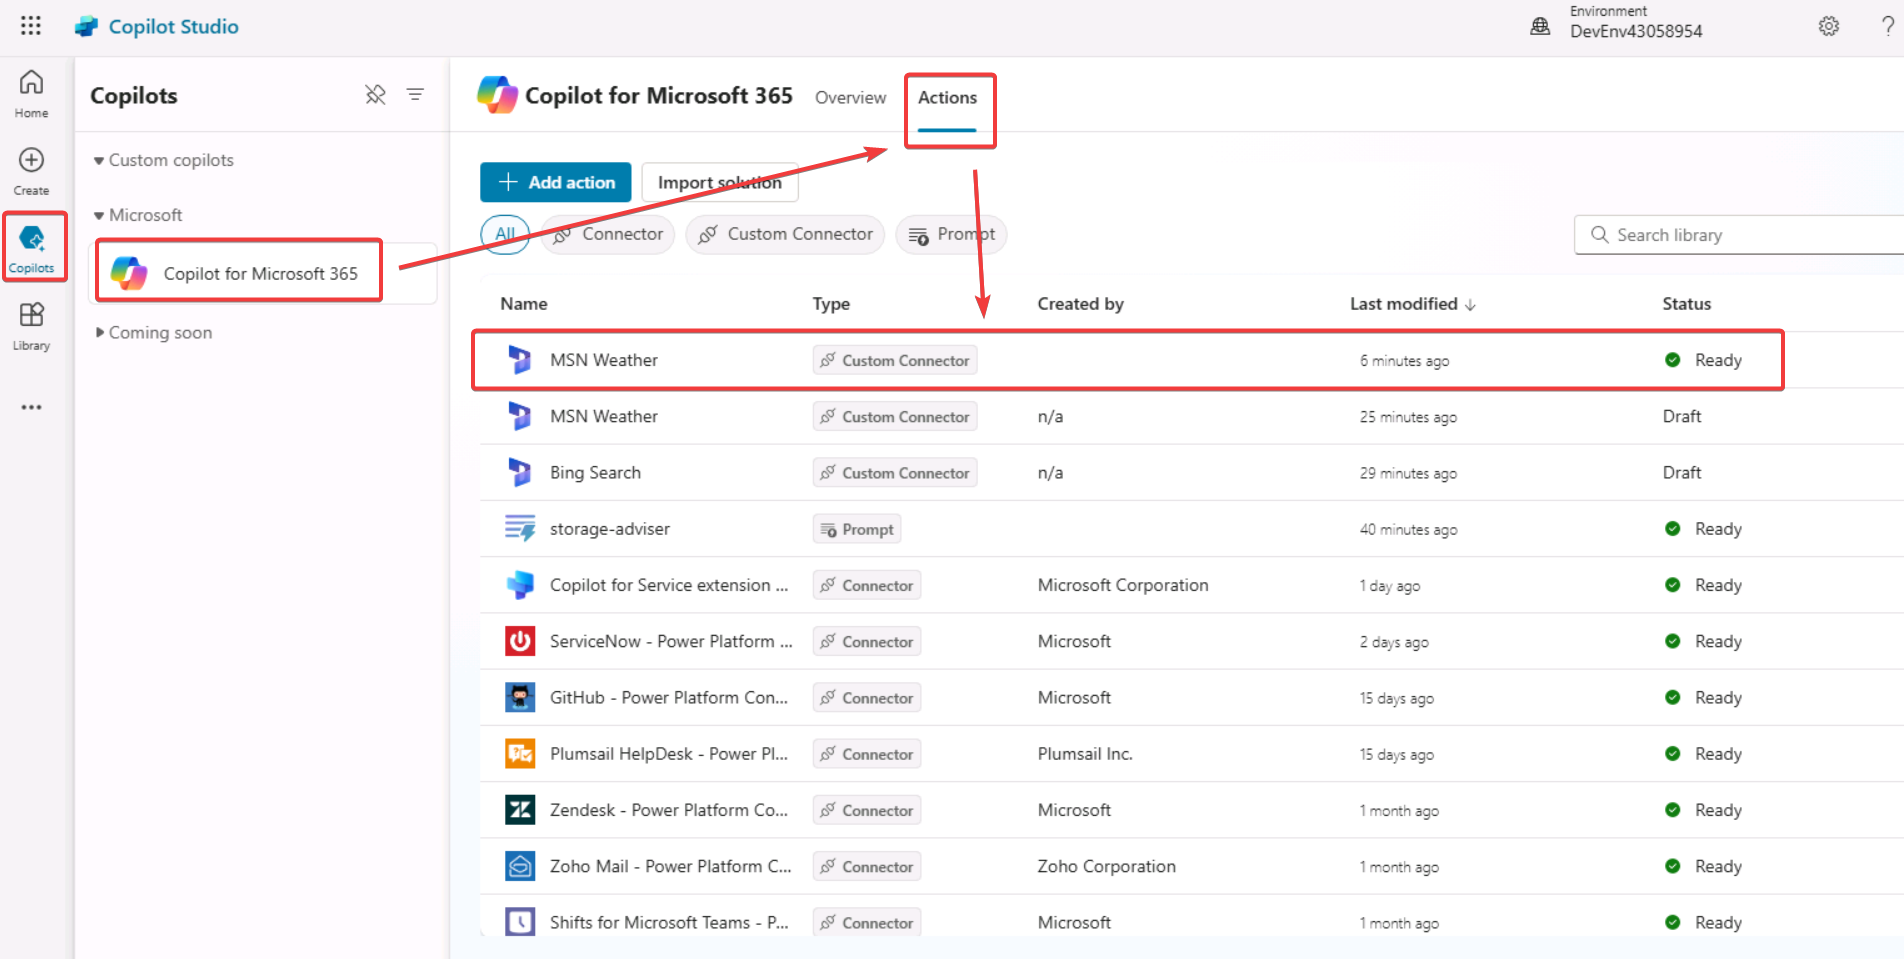 Copilot Studio
Environment
DevEnv43058954
?
Home
Create
Copilots
Library
Copilots
Custom copilots
Microsoft
Copilot for Microsoft 365
Coming soon
Copilot for Microsoft 365 Overview Actions
Add action Import solution
All Connector Custom Connector Prompt Search library
Name Type Created by Last modified ↓ Status
MSN Weather Custom Connector 6 minutes ago Ready
MSN Weather Custom Connector n/a 25 minutes ago Draft
Bing Search Custom Connector n/a 29 minutes ago Draft
storage-adviser Prompt 40 minutes ago Ready
Copilot for Service extension ... Connector Microsoft Corporation 1 day ago Ready
ServiceNow - Power Platform ... Connector Microsoft 2 days ago Ready
GitHub - Power Platform Con... Connector Microsoft 15 days ago Ready
Plumsail HelpDesk - Power Pl... Connector Plumsail Inc. 15 days ago Ready
Zendesk - Power Platform Co... Connector Microsoft 1 month ago Ready
Zoho Mail - Power Platform C... Connector Zoho Corporation 1 month ago Ready
Shifts for Microsoft Teams - P... Connector Microsoft 1 month ago Ready